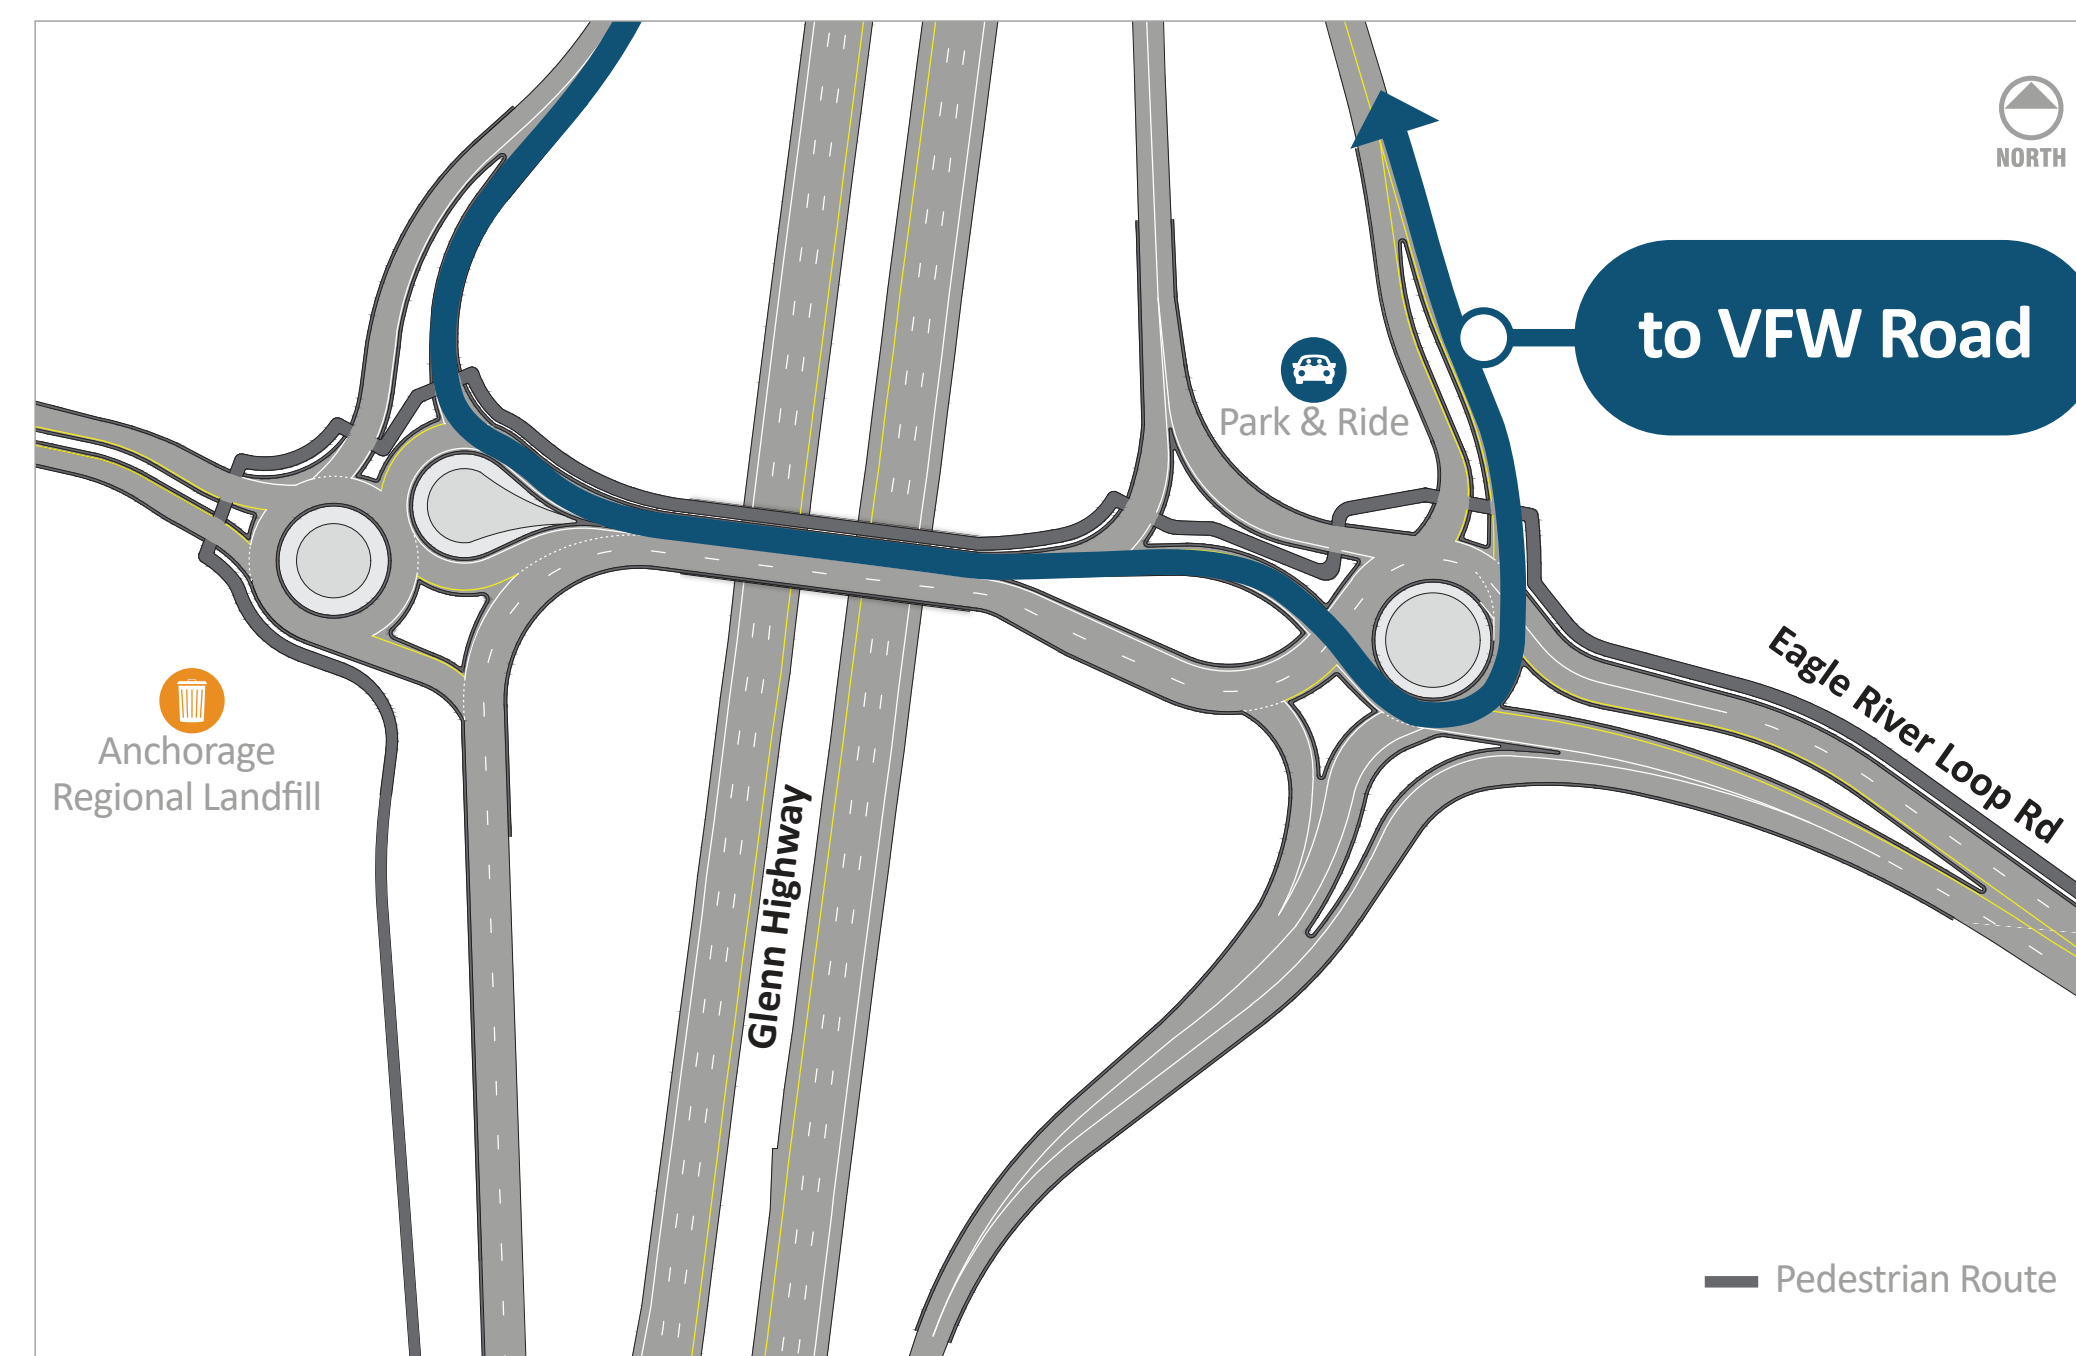 NORTH
to VFW Road
Park & Ride
Eagle River Loop Rd
Anchorage
Regional Landfill
Glenn Highway
Pedestrian Route